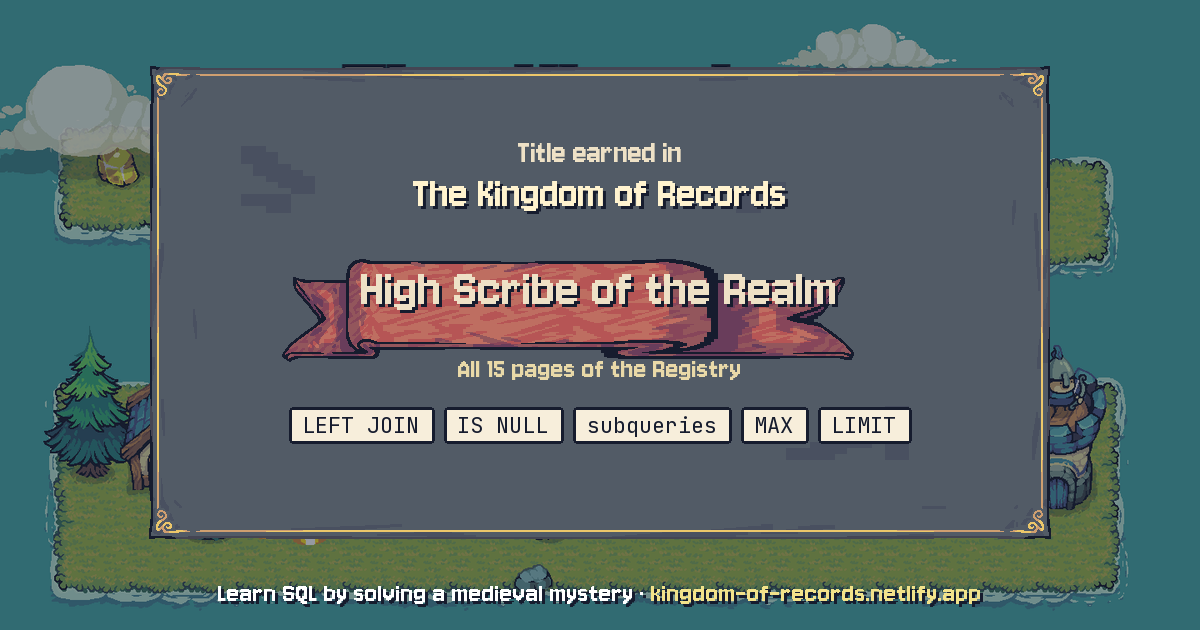 Title earned in
The Kingdom of Records
High Scribe of the Realm
All 15 pages of the Registry
LEFT JOIN IS NULL subqueries MAX LIMIT
Learn SQL by solving a medieval mystery · kingdom-of-records.netlify.app